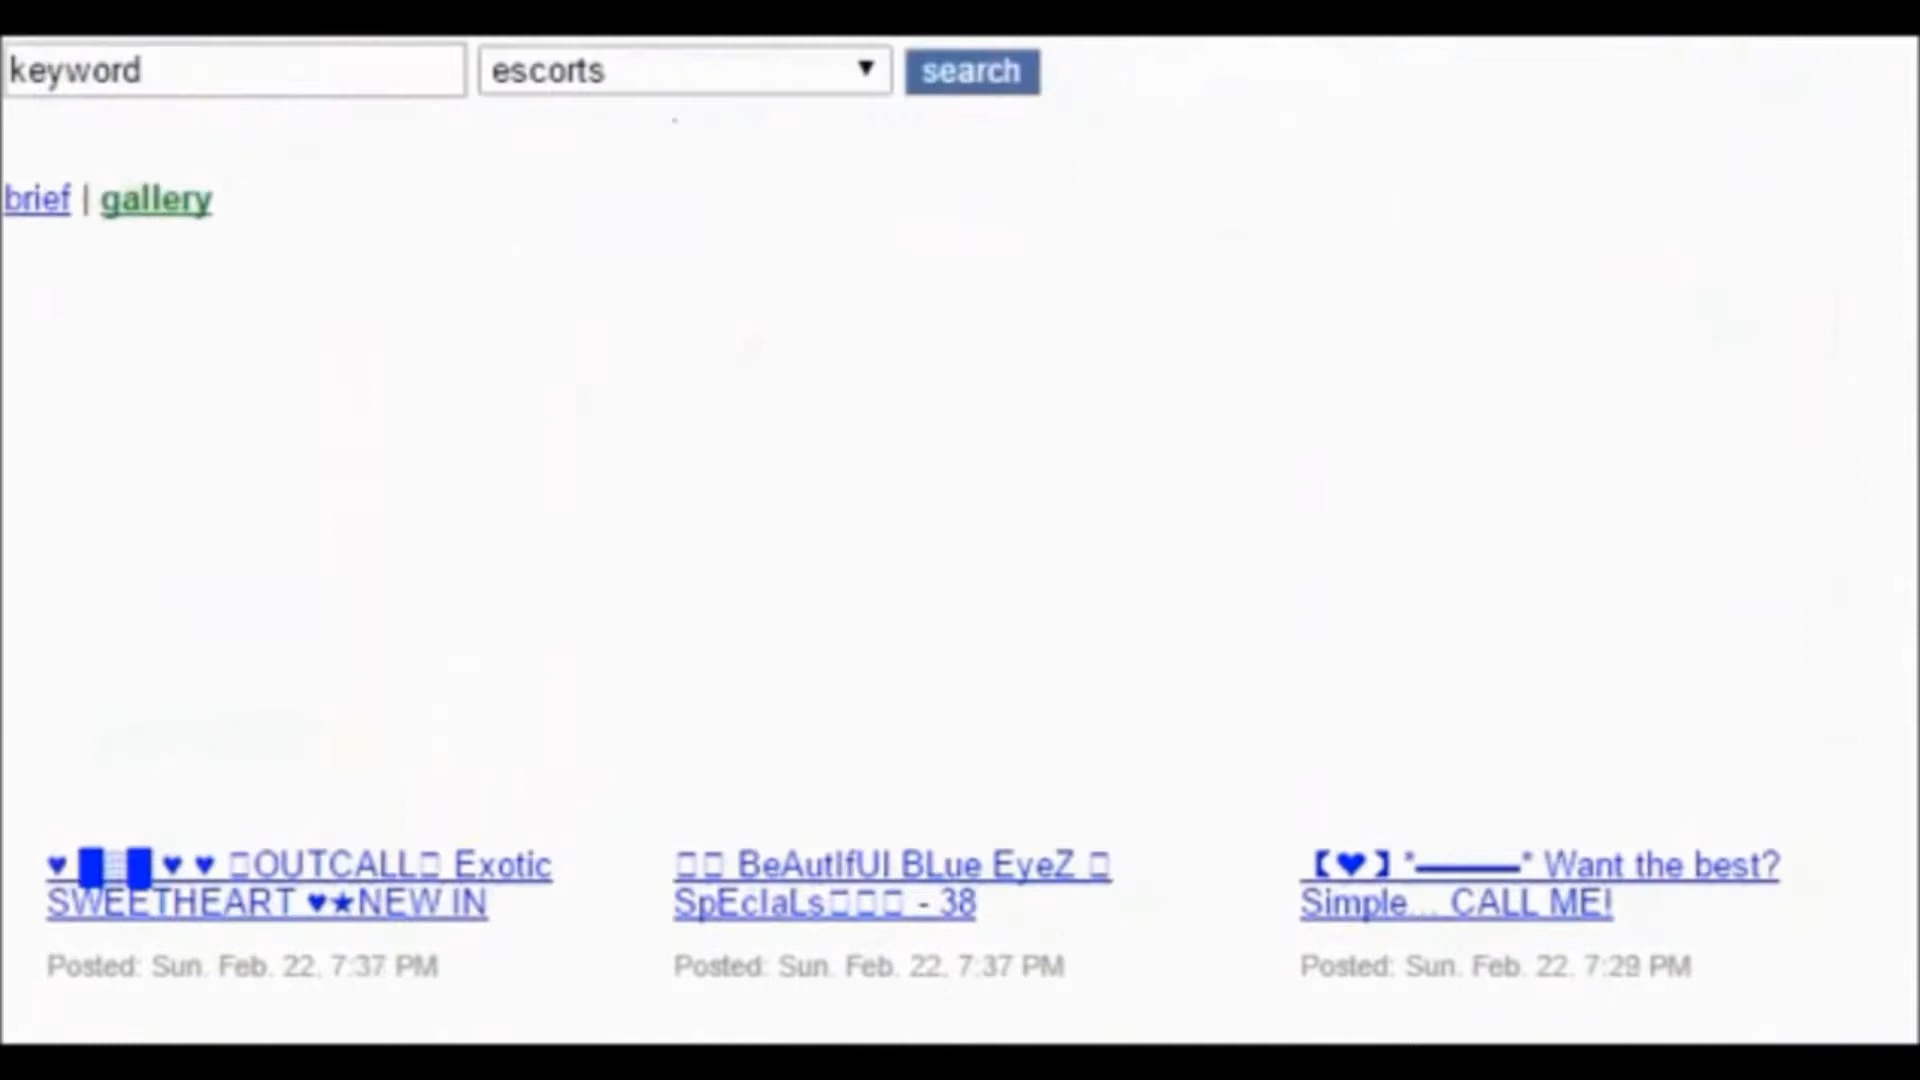 keyword escorts ▼ search
brief | gallery
♥ █▒█ ♥ ♥ □OUTCALL□ Exotic
SWEETHEART ♥★NEW IN
Posted: Sun. Feb. 22, 7:37 PM
□□ BeAutIfUl BLue EyeZ □
SpEcIaLs□□□ - 38
Posted: Sun. Feb. 22, 7:37 PM
【❤】*▬▬▬* Want the best?
Simple... CALL ME!
Posted: Sun. Feb. 22, 7:29 PM